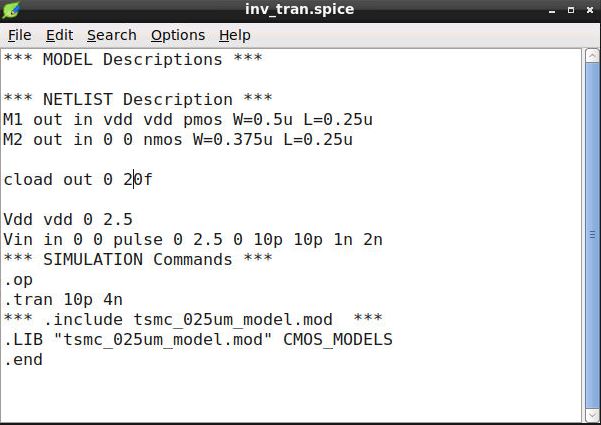 inv_tran.spice
File Edit Search Options Help
*** MODEL Descriptions ***
*** NETLIST Description ***
M1 out in vdd vdd pmos W=0.5u L=0.25u
M2 out in 0 0 nmos W=0.375u L=0.25u
cload out 0 20f
Vdd vdd 0 2.5
Vin in 0 0 pulse 0 2.5 0 10p 10p 1n 2n
*** SIMULATION Commands ***
.op
.tran 10p 4n
*** .include tsmc_025um_model.mod  ***
.LIB "tsmc_025um_model.mod" CMOS_MODELS
.end